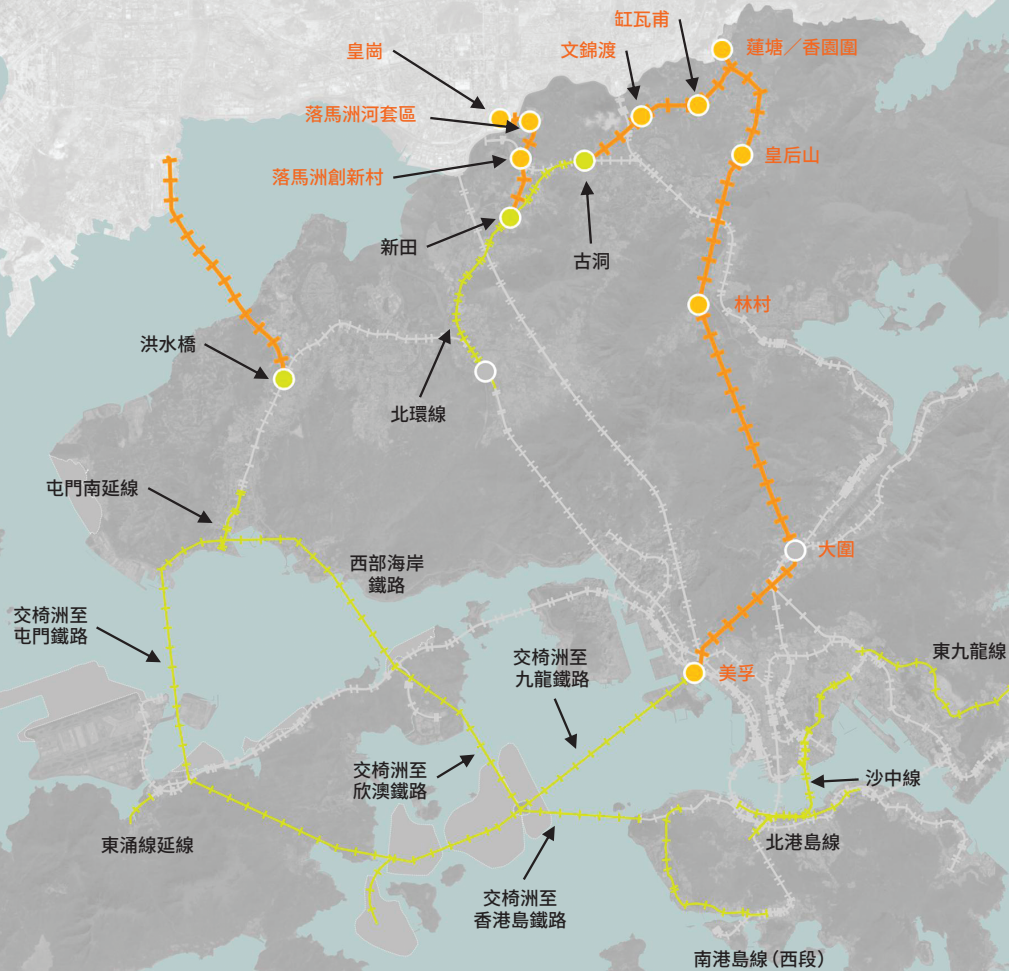 缸瓦甫
皇崗
文錦渡
蓮塘／香園圍
落馬洲河套區
皇后山
落馬洲創新村
新田
古洞
林村
洪水橋
北環線
屯門南延線
西部海岸
鐵路
大圍
交椅洲至
屯門鐵路
交椅洲至
九龍鐵路
東九龍線
美孚
交椅洲至
欣澳鐵路
沙中線
東涌線延線
北港島線
交椅洲至
香港島鐵路
南港島線（西段）